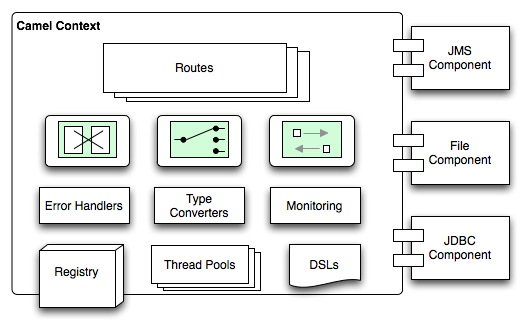 Camel Context
Routes
JMS
Component
File
Component
Error Handlers
Type
Converters
Monitoring
JDBC
Component
Registry
Thread Pools
DSLs